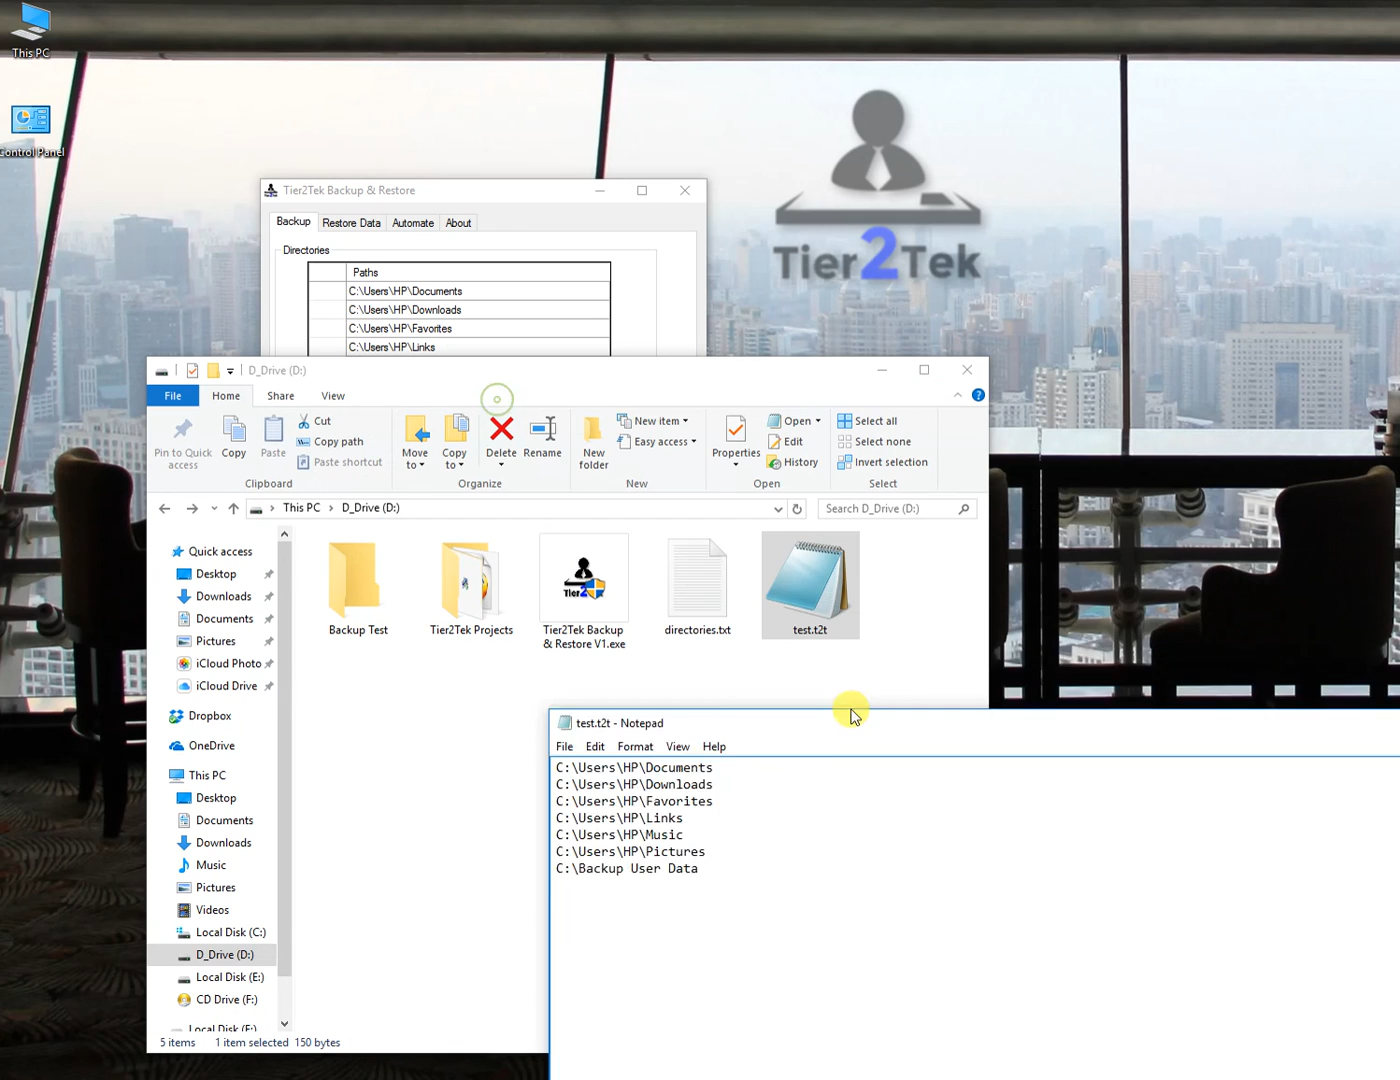 This PC
Control Panel
Tier2Tek
Tier2Tek Backup & Restore
Backup Restore Data Automate About
Directories
Paths
C:\Users\HP\Documents
C:\Users\HP\Downloads
C:\Users\HP\Favorites
C:\Users\HP\Links
D_Drive (D:)
File Home Share View
Pin to Quick access
Copy
Paste
Cut
Copy path
Paste shortcut
Clipboard
Move to
Copy to
Delete
Rename
Organize
New folder
New item
Easy access
New
Properties
Open
Edit
History
Open
Select all
Select none
Invert selection
Select
This PC > D_Drive (D:)
Search D_Drive (D:)
Quick access
Desktop
Downloads
Documents
Pictures
iCloud Photo
iCloud Drive
Dropbox
OneDrive
This PC
Desktop
Documents
Downloads
Music
Pictures
Videos
Local Disk (C:)
D_Drive (D:)
Local Disk (E:)
CD Drive (F:)
Local Disk (E:)
Backup Test
Tier2Tek Projects
Tier2Tek
Tier2Tek Backup
& Restore V1.exe
directories.txt
test.t2t
5 items 1 item selected 150 bytes
test.t2t - Notepad
File Edit Format View Help
C:\Users\HP\Documents
C:\Users\HP\Downloads
C:\Users\HP\Favorites
C:\Users\HP\Links
C:\Users\HP\Music
C:\Users\HP\Pictures
C:\Backup User Data